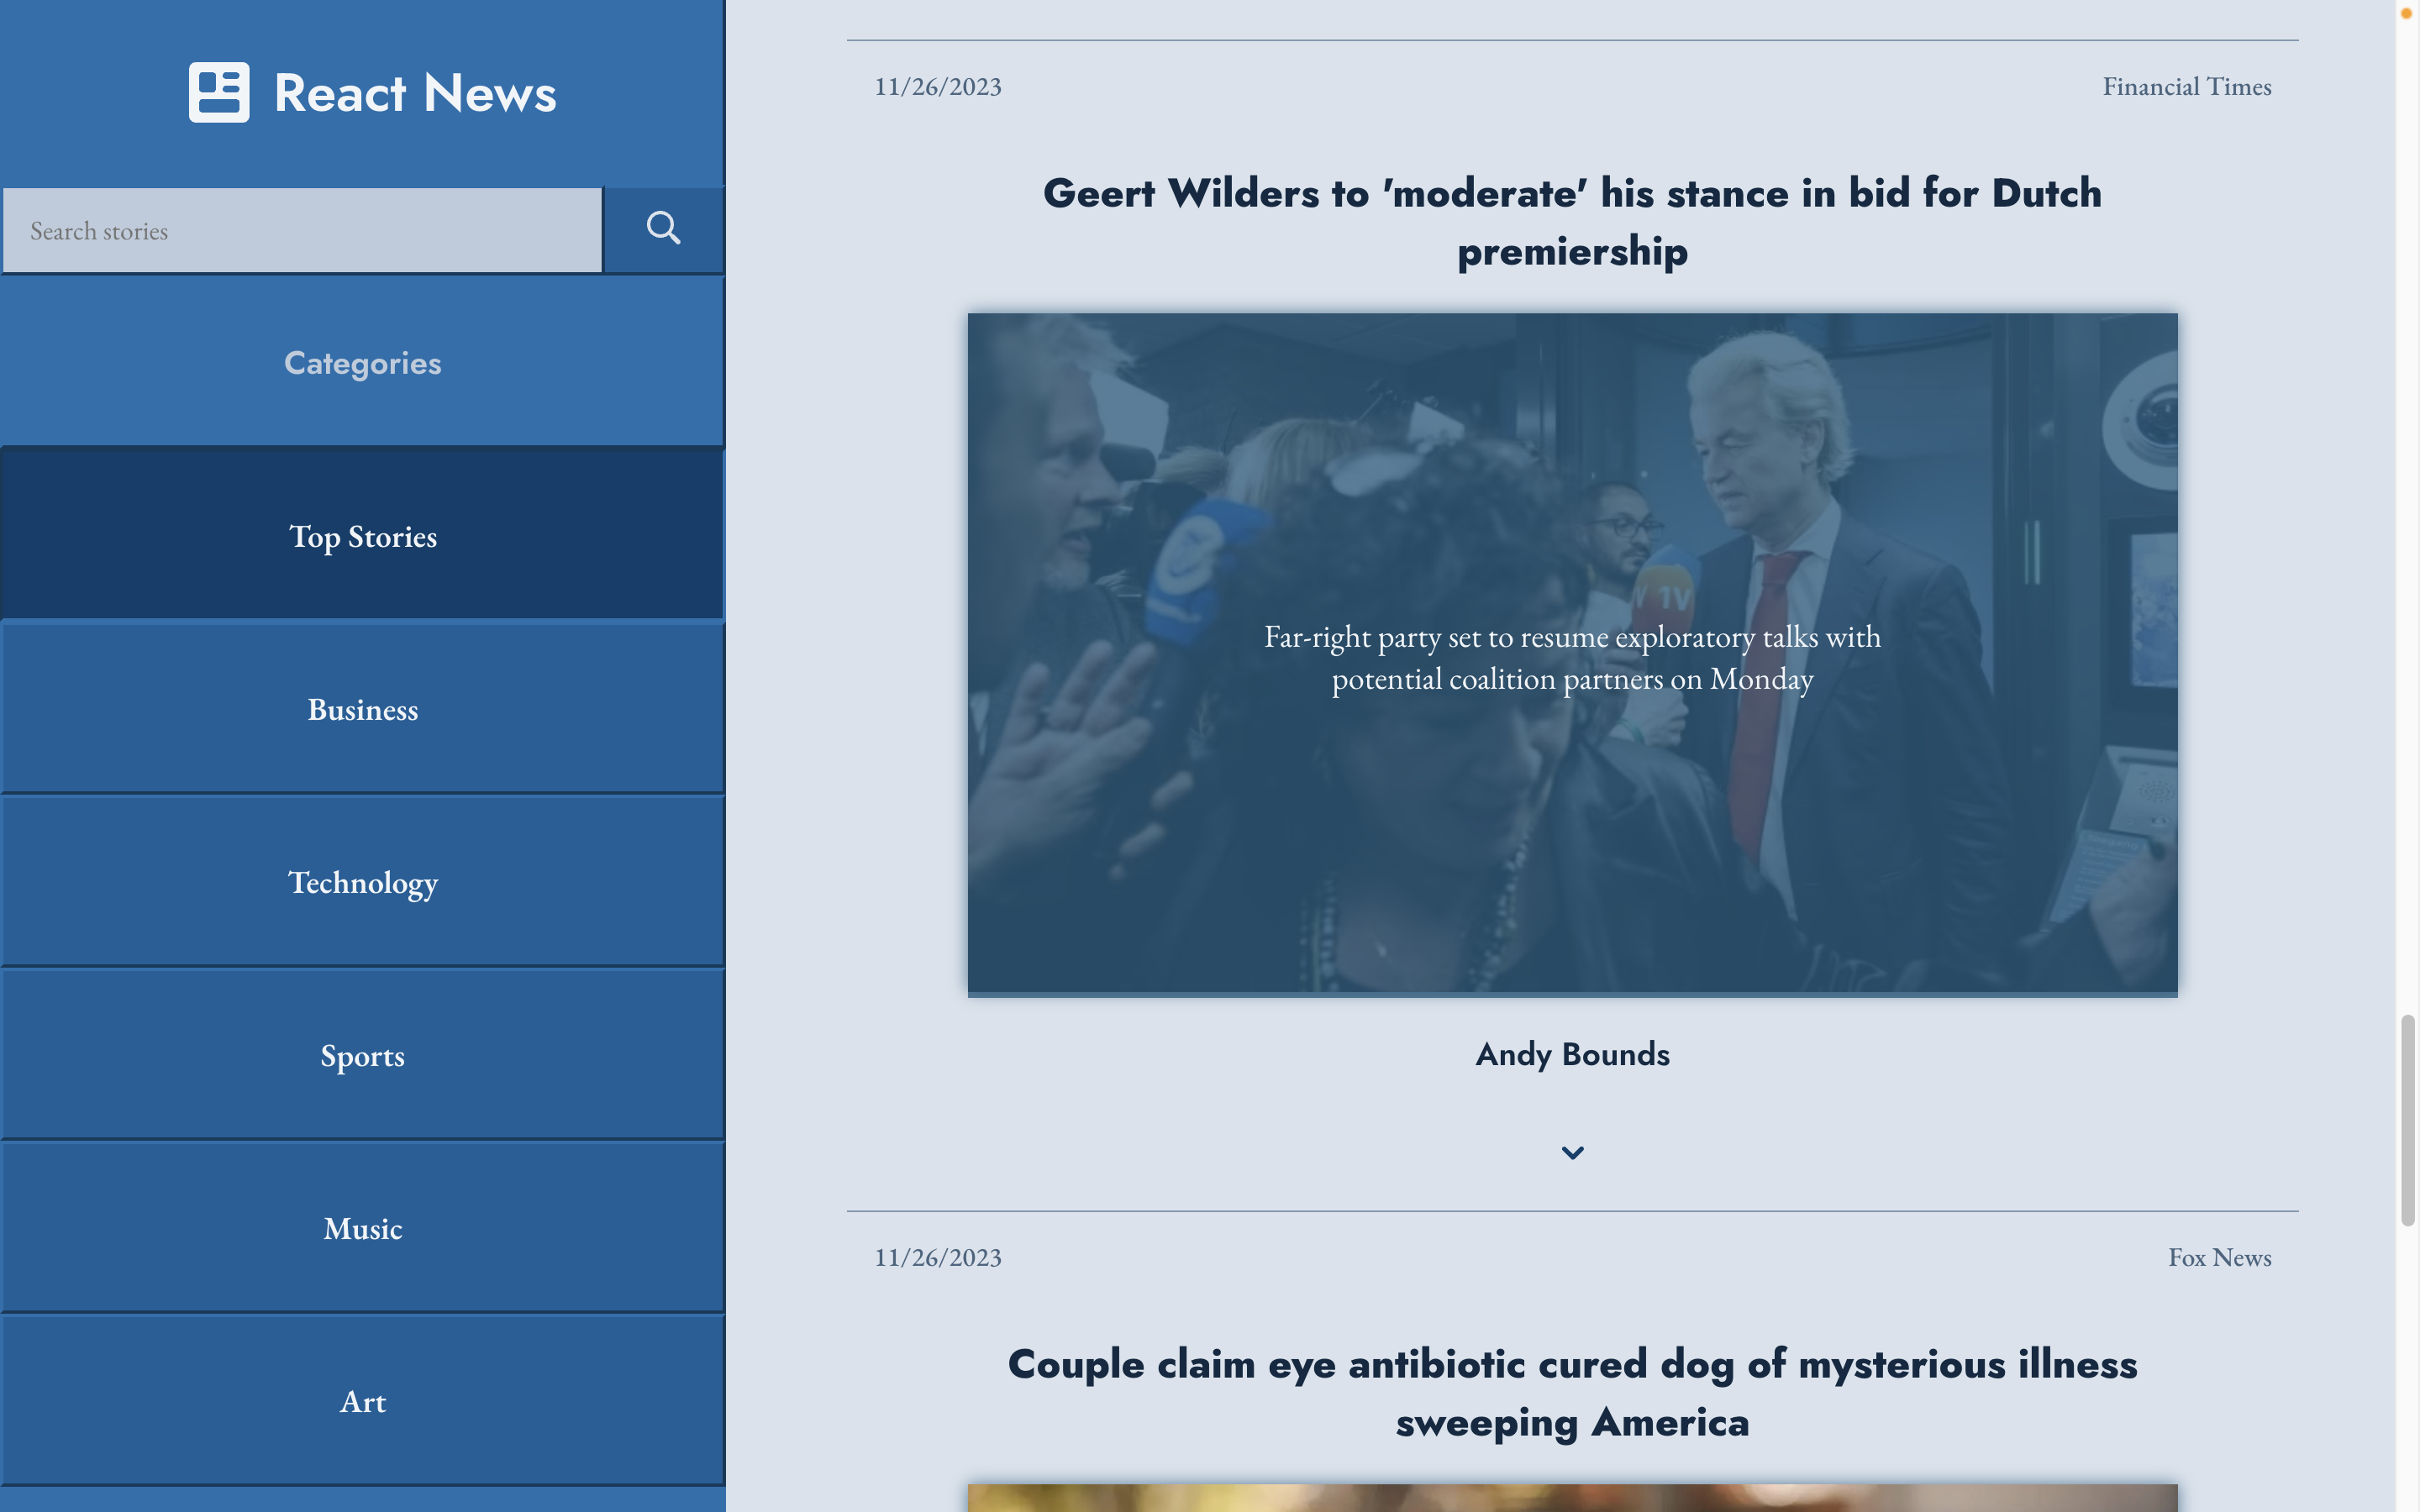 React News
Search stories
Categories
Top Stories
Business
Technology
Sports
Music
Art
11/26/2023
Financial Times
Geert Wilders to 'moderate' his stance in bid for Dutch
premiership
1V
Far-right party set to resume exploratory talks with
potential coalition partners on Monday
Andy Bounds
11/26/2023
Fox News
Couple claim eye antibiotic cured dog of mysterious illness
sweeping America